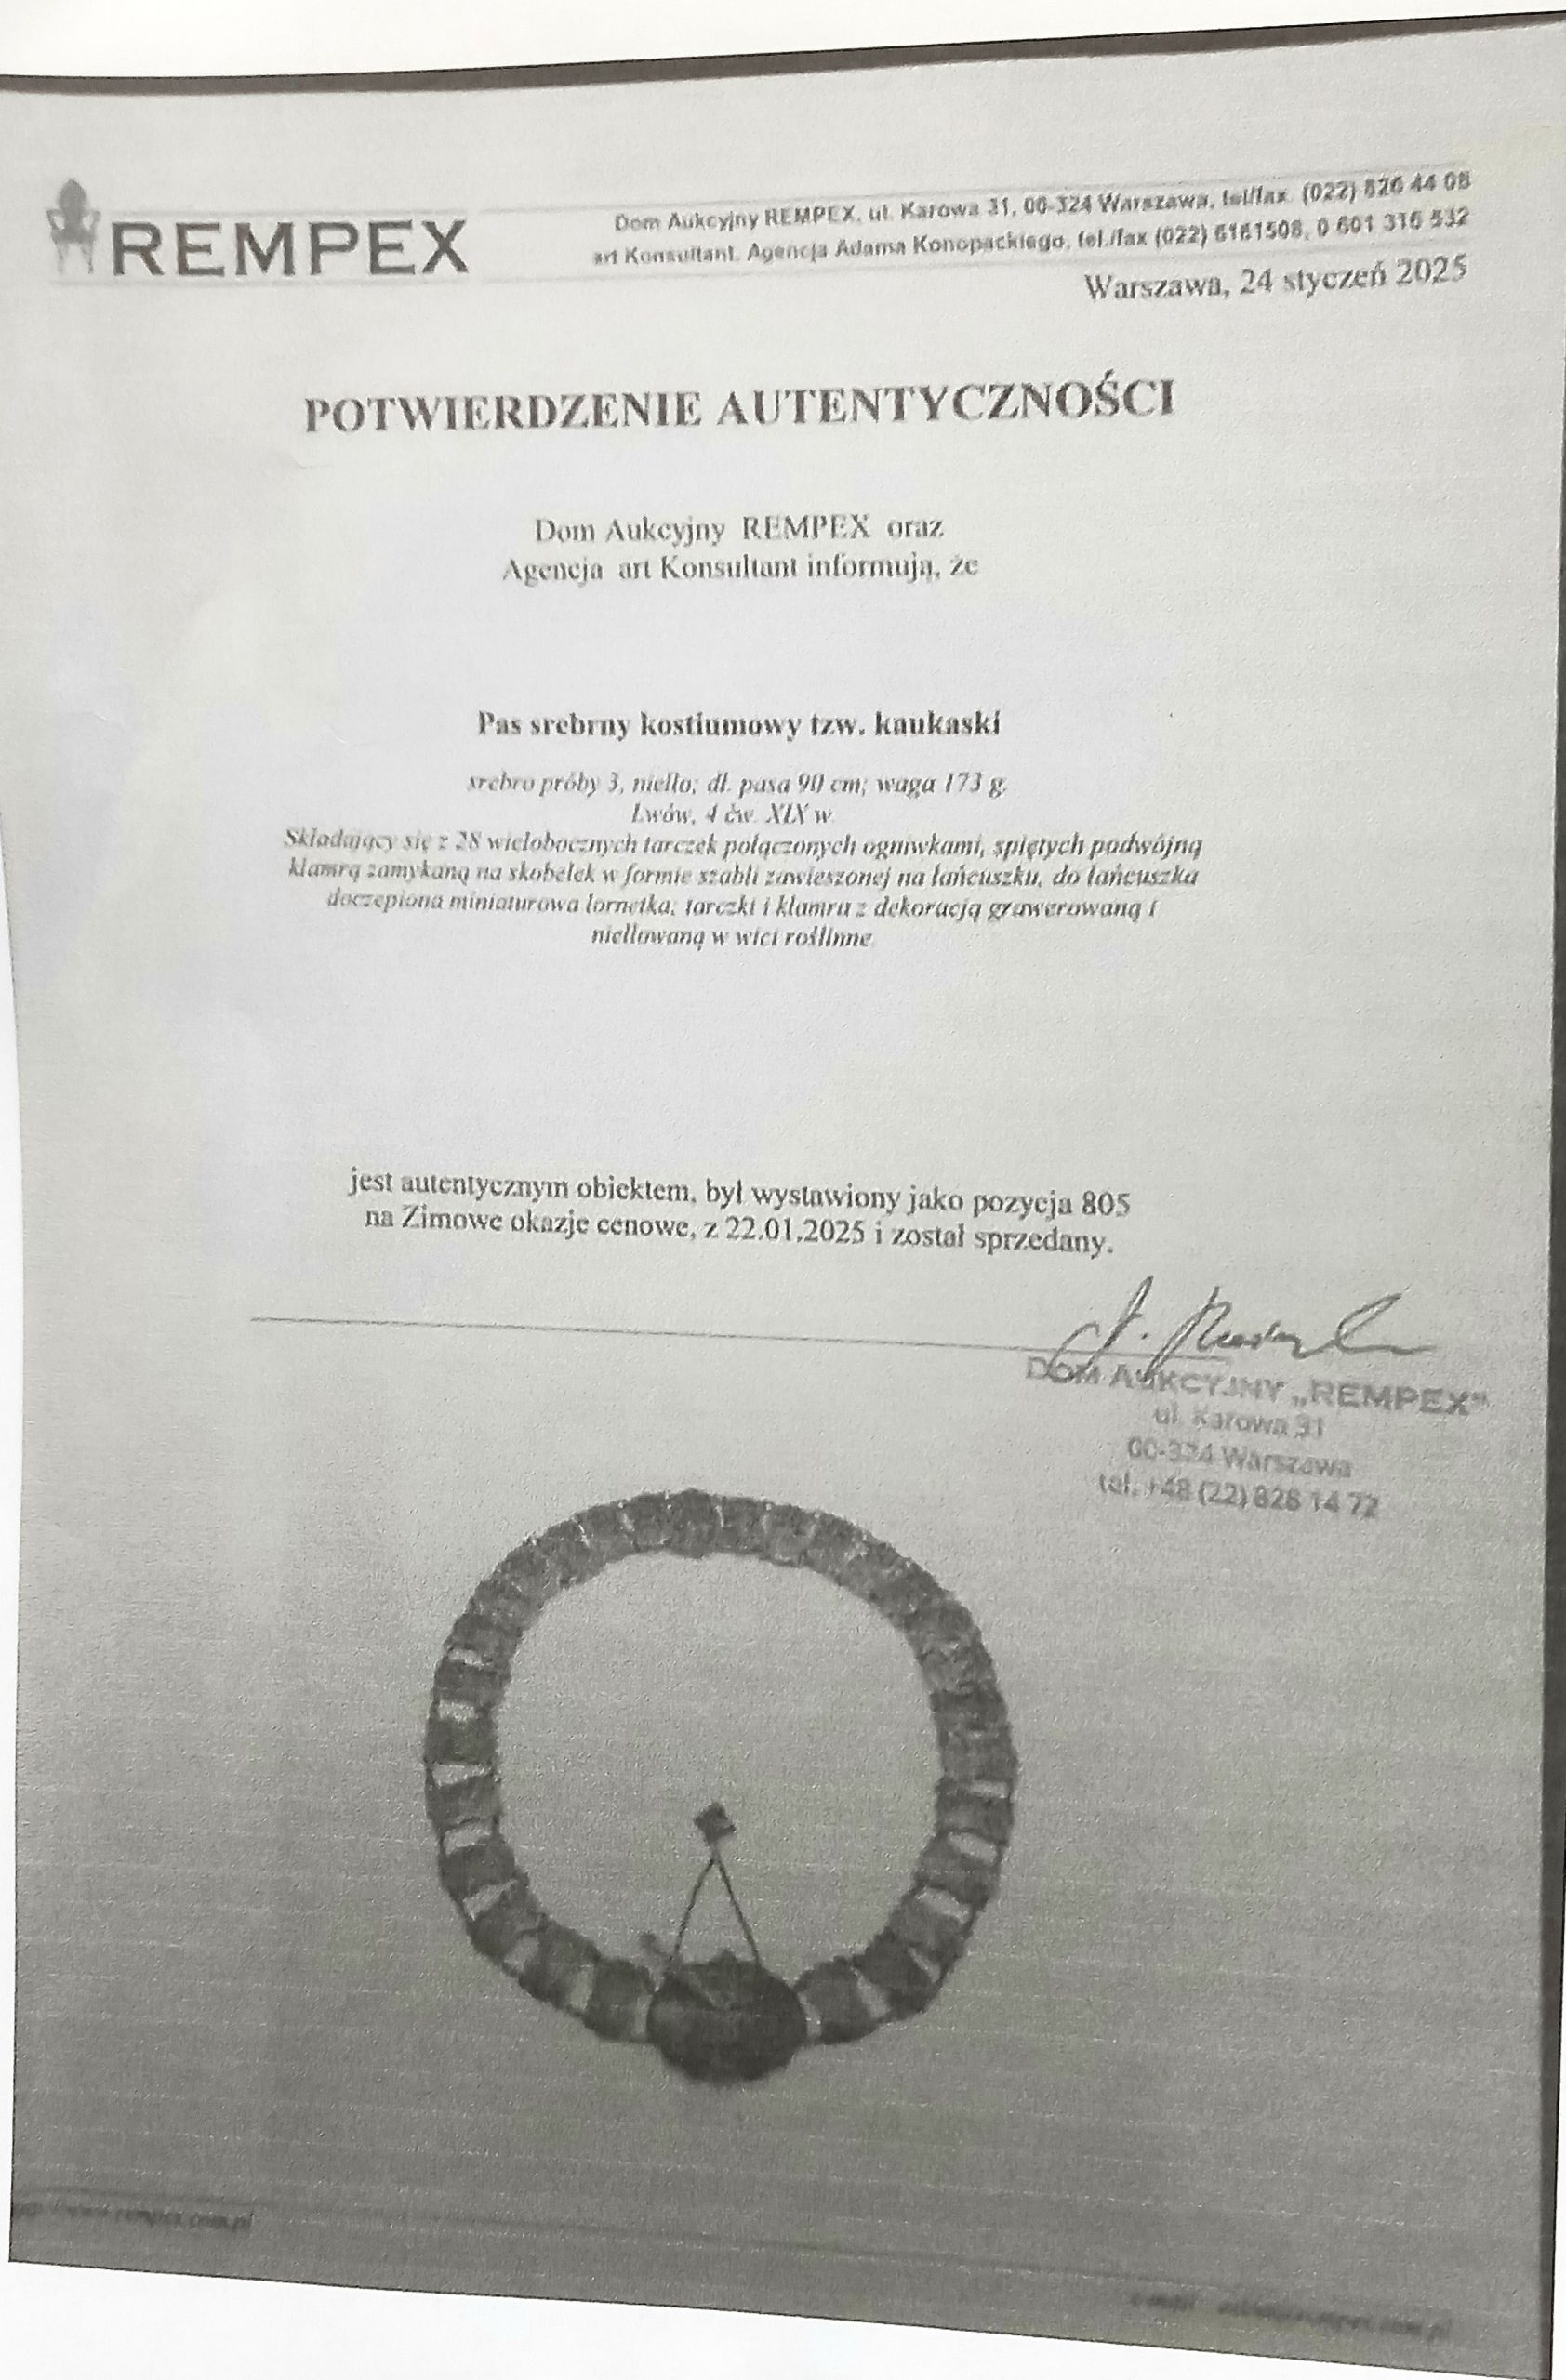 REMPEX
Dom Aukcyjny REMPEX, ul. Karowa 31, 00-324 Warszawa, tel/fax. (022) 826 44 08
art Konsultant. Agencja Adama Konopackiego, tel./fax (022) 6161508, 0 601 316 532
Warszawa, 24 styczeń 2025
POTWIERDZENIE AUTENTYCZNOŚCI
Dom Aukcyjny REMPEX oraz
Agencja art Konsultant informują, że
Pas srebrny kostiumowy tzw. kaukaski
srebro próby 3, niello; dł. pasa 90 cm; waga 173 g.
Lwów, 4 ćw. XIX w.
Składający się z 28 wielobocznych tarczek połączonych ogniwkami, spiętych podwójną
klamrą zamykaną na skobelek w formie szabli zawieszonej na łańcuszku, do łańcuszka
doczepiona miniaturowa lornetka; tarczki i klamra z dekoracją grawerowaną i
niellowaną w wici roślinne
jest autentycznym obiektem, był wystawiony jako pozycja 805
na Zimowe okazje cenowe, z 22.01.2025 i został sprzedany.
DOM AUKCYJNY „REMPEX"
ul. Karowa 31
00-324 Warszawa
tel. +48 (22) 826 14 72
www.rempex.com.pl